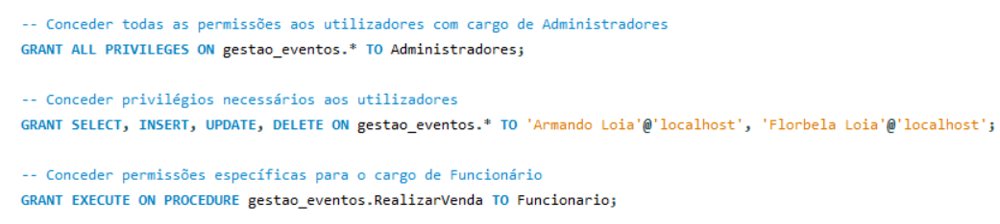 -- Conceder todas as permissões aos utilizadores com cargo de Administradores
GRANT ALL PRIVILEGES ON gestao_eventos.* TO Administradores;
-- Conceder privilégios necessários aos utilizadores
GRANT SELECT, INSERT, UPDATE, DELETE ON gestao_eventos.* TO 'Armando Loia'@'localhost', 'Florbela Loia'@'localhost';
-- Conceder permissões específicas para o cargo de Funcionário
GRANT EXECUTE ON PROCEDURE gestao_eventos.RealizarVenda TO Funcionario;